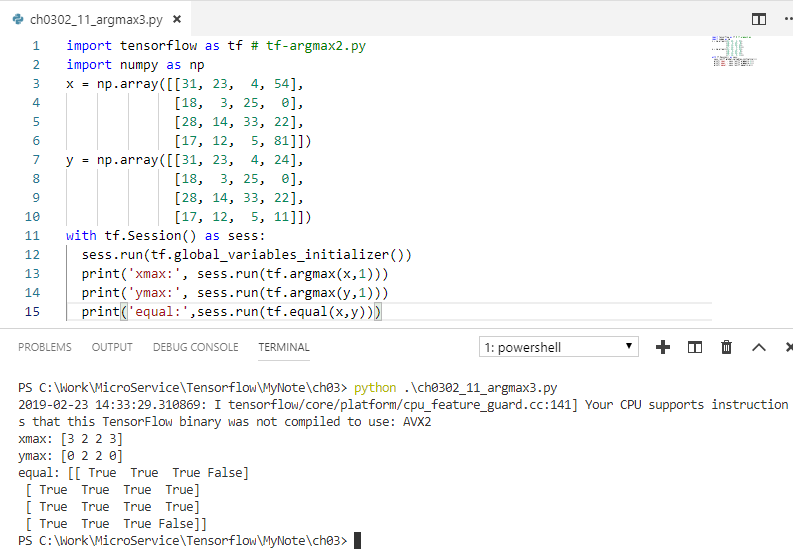 ch0302_11_argmax3.py ×
1 import tensorflow as tf # tf-argmax2.py
2 import numpy as np
3 x = np.array([[31, 23,  4, 54],
4               [18,  3, 25,  0],
5               [28, 14, 33, 22],
6               [17, 12,  5, 81]])
7 y = np.array([[31, 23,  4, 24],
8               [18,  3, 25,  0],
9               [28, 14, 33, 22],
10               [17, 12,  5, 11]])
11 with tf.Session() as sess:
12   sess.run(tf.global_variables_initializer())
13   print('xmax:', sess.run(tf.argmax(x,1)))
14   print('ymax:', sess.run(tf.argmax(y,1)))
15   print('equal:',sess.run(tf.equal(x,y)))
PROBLEMS OUTPUT DEBUG CONSOLE TERMINAL 1: powershell
PS C:\Work\MicroService\Tensorflow\MyNote\ch03> python .\ch0302_11_argmax3.py
2019-02-23 14:33:29.310869: I tensorflow/core/platform/cpu_feature_guard.cc:141] Your CPU supports instruction
s that this TensorFlow binary was not compiled to use: AVX2
xmax: [3 2 2 3]
ymax: [0 2 2 0]
equal: [[ True  True  True False]
 [ True  True  True  True]
 [ True  True  True  True]
 [ True  True  True False]]
PS C:\Work\MicroService\Tensorflow\MyNote\ch03>